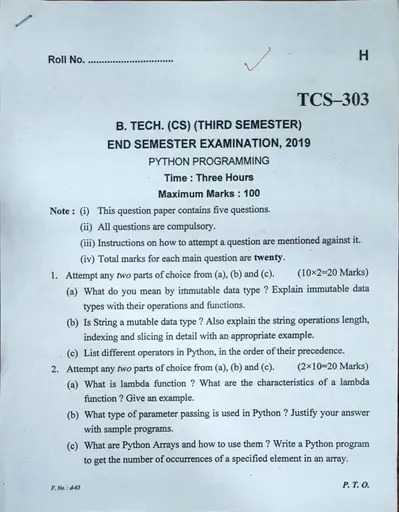 Roll No. ..............................
H
TCS–303
B. TECH. (CS) (THIRD SEMESTER)
END SEMESTER EXAMINATION, 2019
PYTHON PROGRAMMING
Time : Three Hours
Maximum Marks : 100
Note : (i) This question paper contains five questions.
(ii) All questions are compulsory.
(iii) Instructions on how to attempt a question are mentioned against it.
(iv) Total marks for each main question are twenty.
1. Attempt any two parts of choice from (a), (b) and (c). (10×2=20 Marks)
(a) What do you mean by immutable data type ? Explain immutable data
types with their operations and functions.
(b) Is String a mutable data type ? Also explain the string operations length,
indexing and slicing in detail with an appropriate example.
(c) List different operators in Python, in the order of their precedence.
2. Attempt any two parts of choice from (a), (b) and (c). (2×10=20 Marks)
(a) What is lambda function ? What are the characteristics of a lambda
function ? Give an example.
(b) What type of parameter passing is used in Python ? Justify your answer
with sample programs.
(c) What are Python Arrays and how to use them ? Write a Python program
to get the number of occurrences of a specified element in an array.
F. No. : d-63
P. T. O.